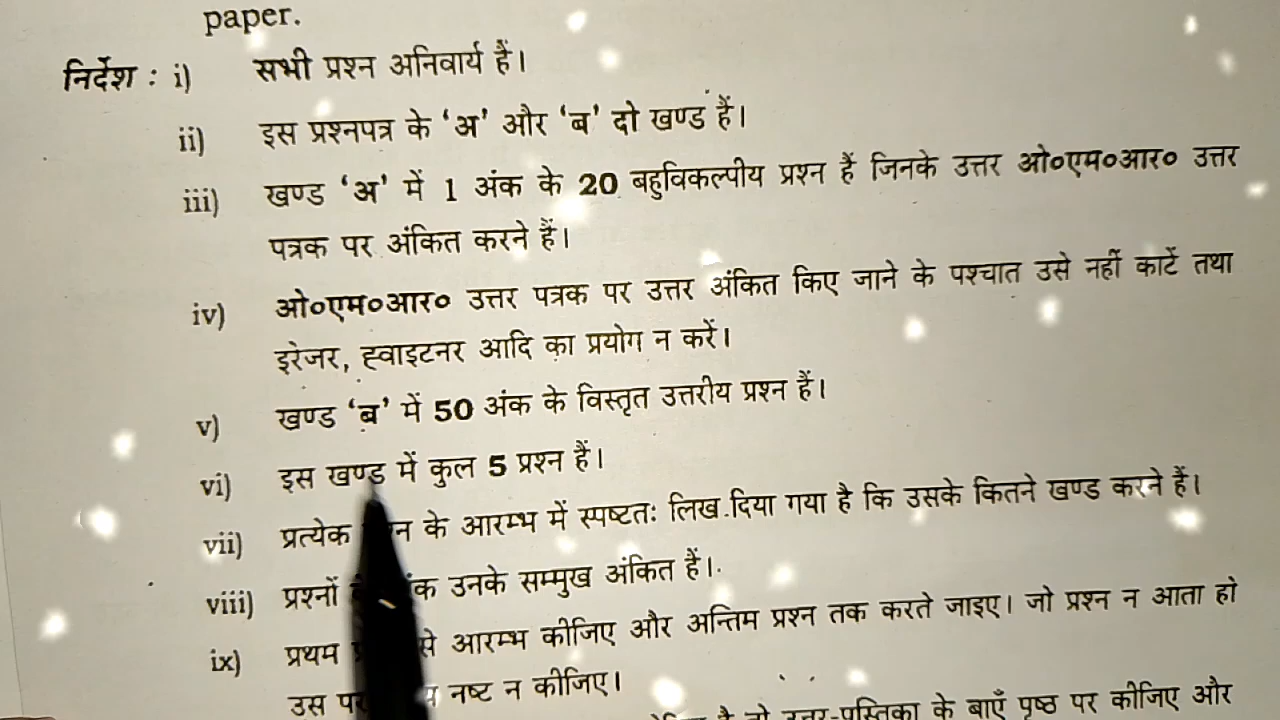 paper.
निर्देश : i) सभी प्रश्न अनिवार्य हैं।
ii) इस प्रश्नपत्र के ‘अ’ और ‘ब’ दो खण्ड हैं।
iii) खण्ड ‘अ’ में 1 अंक के 20 बहुविकल्पीय प्रश्न हैं जिनके उत्तर ओ०एम०आर० उत्तर
पत्रक पर अंकित करने हैं।
iv) ओ०एम०आर० उत्तर पत्रक पर उत्तर अंकित किए जाने के पश्चात उसे नहीं काटें तथा
इरेजर, ह्वाइटनर आदि का प्रयोग न करें।
v) खण्ड ‘ब’ में 50 अंक के विस्तृत उत्तरीय प्रश्न हैं।
vi) इस खण्ड में कुल 5 प्रश्न हैं।
vii) प्रत्येक के आरम्भ में स्पष्टतः लिख दिया गया है कि उसके कितने खण्ड करने हैं।
viii) प्रश्नों उनके सम्मुख अंकित हैं।
ix) प्रथम से आरम्भ कीजिए और अन्तिम प्रश्न तक करते जाइए। जो प्रश्न न आता हो
उस नष्ट न कीजिए।
उत्तर-पुस्तिका के बाएँ पृष्ठ पर कीजिए और